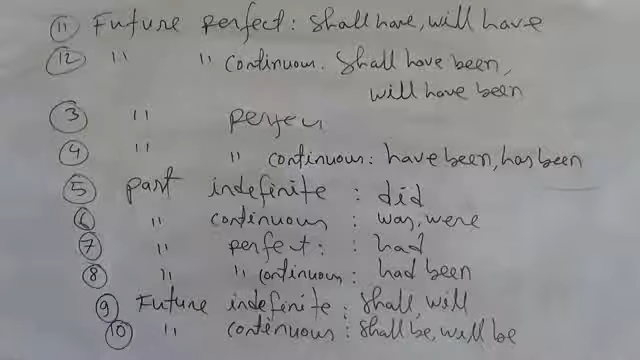 11 Future perfect: Shall have, will have
12 " " continuous. Shall have been,
will have been
3 " perfect
4 " " continuous: have been, has been
5 past indefinite : did
6 " continuous : was, were
7 " perfect : had
8 " " continuous : had been
9 Future indefinite : shall, will
10 " continuous : shall be, will be